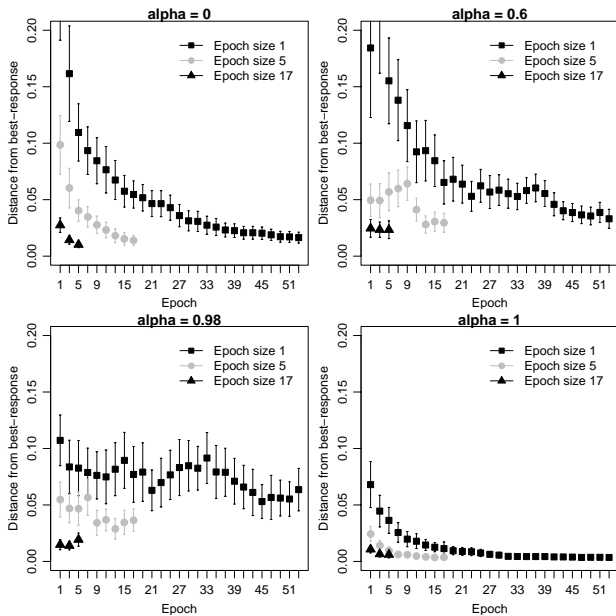 alpha = 0
Distance from best−response
0.00 0.05 0.10 0.15 0.20
Epoch size 1
Epoch size 5
Epoch size 17
1 5 9 15 21 27 33 39 45 51
Epoch
alpha = 0.6
Distance from best−response
0.00 0.05 0.10 0.15 0.20
Epoch size 1
Epoch size 5
Epoch size 17
1 5 9 15 21 27 33 39 45 51
Epoch
alpha = 0.98
Distance from best−response
0.00 0.05 0.10 0.15 0.20
Epoch size 1
Epoch size 5
Epoch size 17
1 5 9 15 21 27 33 39 45 51
Epoch
alpha = 1
Distance from best−response
0.00 0.05 0.10 0.15 0.20
Epoch size 1
Epoch size 5
Epoch size 17
1 5 9 15 21 27 33 39 45 51
Epoch